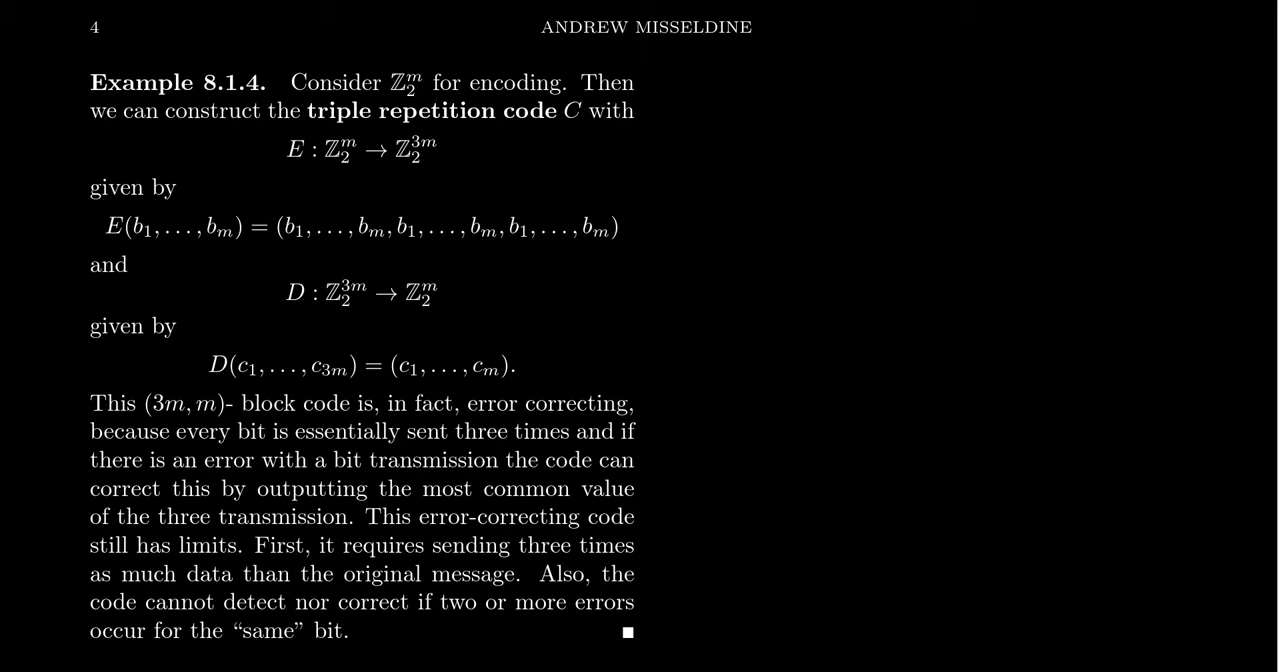 4 ANDREW MISSELDINE
Example 8.1.4. Consider ℤ₂ᵐ for encoding. Then
we can construct the triple repetition code C with
E : ℤ₂ᵐ → ℤ₂³ᵐ
given by
E(b₁, . . . , bₘ) = (b₁, . . . , bₘ, b₁, . . . , bₘ, b₁, . . . , bₘ)
and
D : ℤ₂³ᵐ → ℤ₂ᵐ
given by
D(c₁, . . . , c₃ₘ) = (c₁, . . . , cₘ).
This (3m, m)- block code is, in fact, error correcting,
because every bit is essentially sent three times and if
there is an error with a bit transmission the code can
correct this by outputting the most common value
of the three transmission. This error-correcting code
still has limits. First, it requires sending three times
as much data than the original message. Also, the
code cannot detect nor correct if two or more errors
occur for the “same” bit. ■